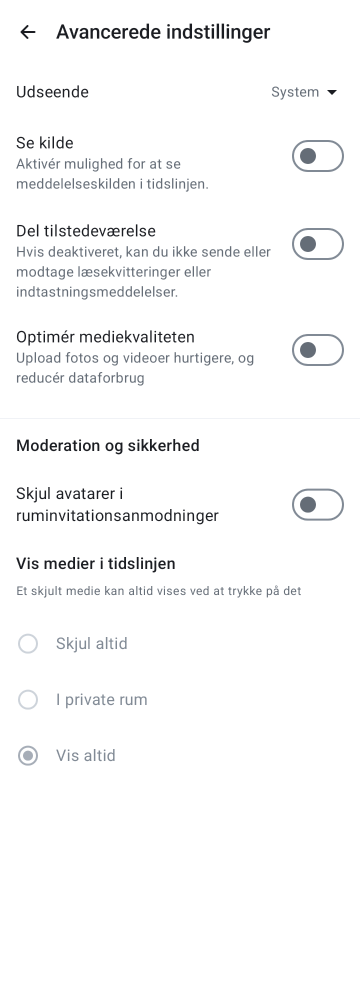 Avancerede indstillinger
Udseende
System
Se kilde
Aktivér mulighed for at se
meddelelseskilden i tidslinjen.
Del tilstedeværelse
Hvis deaktiveret, kan du ikke sende eller
modtage læsekvitteringer eller
indtastningsmeddelelser.
Optimér mediekvaliteten
Upload fotos og videoer hurtigere, og
reducér dataforbrug
Moderation og sikkerhed
Skjul avatarer i
ruminvitationsanmodninger
Vis medier i tidslinjen
Et skjult medie kan altid vises ved at trykke på det
Skjul altid
I private rum
Vis altid